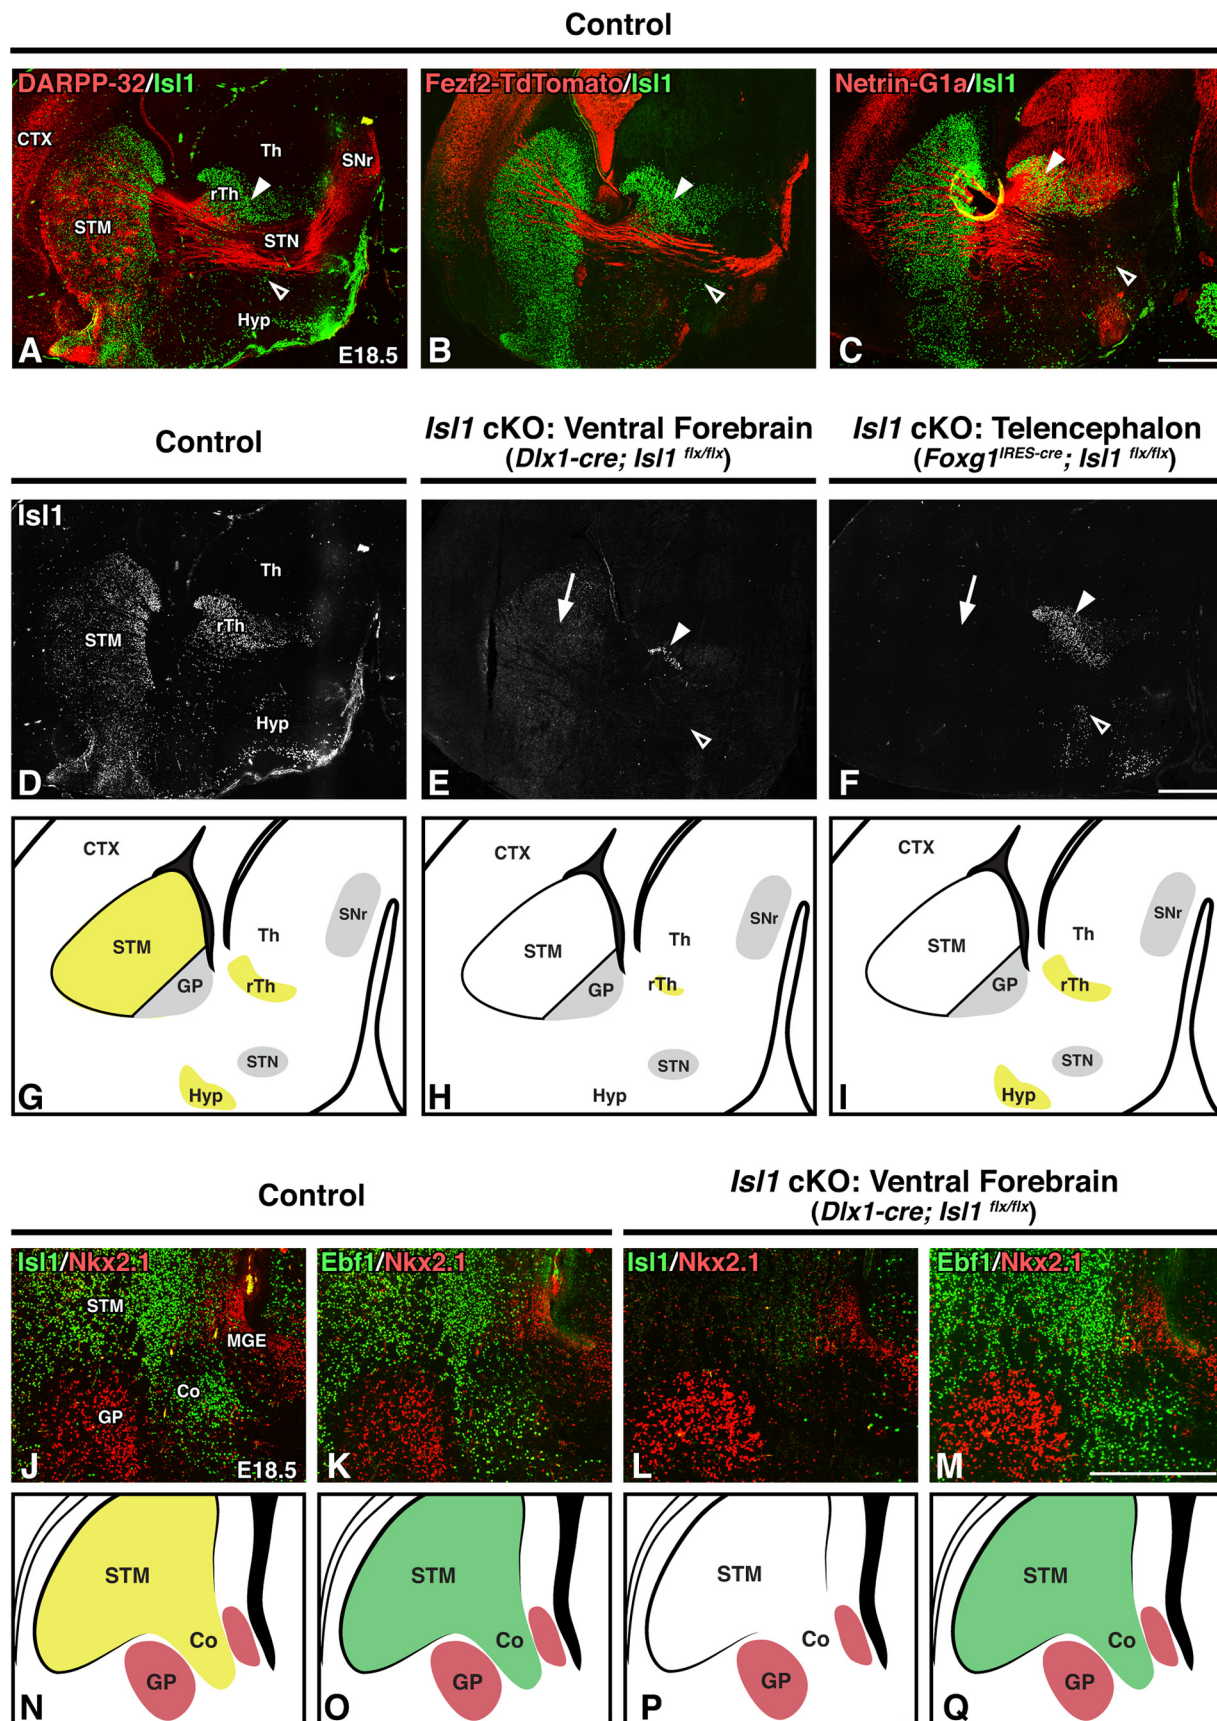 Control
DARPP-32/Isl1
CTX
Th
SNr
rTh
STM
STN
Hyp
A
E18.5
Fezf2-TdTomato/Isl1
B
Netrin-G1a/Isl1
C
Control
Isl1 cKO: Ventral Forebrain
(Dlx1-cre; Isl1 flx/flx)
Isl1 cKO: Telencephalon
(Foxg1IRES-cre; Isl1 flx/flx)
Isl1
Th
STM
rTh
Hyp
D
E
F
CTX
STM
GP
Th
rTh
SNr
STN
Hyp
G
CTX
STM
GP
Th
rTh
SNr
STN
Hyp
H
CTX
STM
GP
Th
rTh
SNr
STN
Hyp
I
Control
Isl1 cKO: Ventral Forebrain
(Dlx1-cre; Isl1 flx/flx)
Isl1/Nkx2.1
STM
MGE
Co
GP
J
E18.5
Ebf1/Nkx2.1
K
Isl1/Nkx2.1
L
Ebf1/Nkx2.1
M
STM
Co
GP
N
STM
Co
GP
O
STM
Co
GP
P
STM
Co
GP
Q